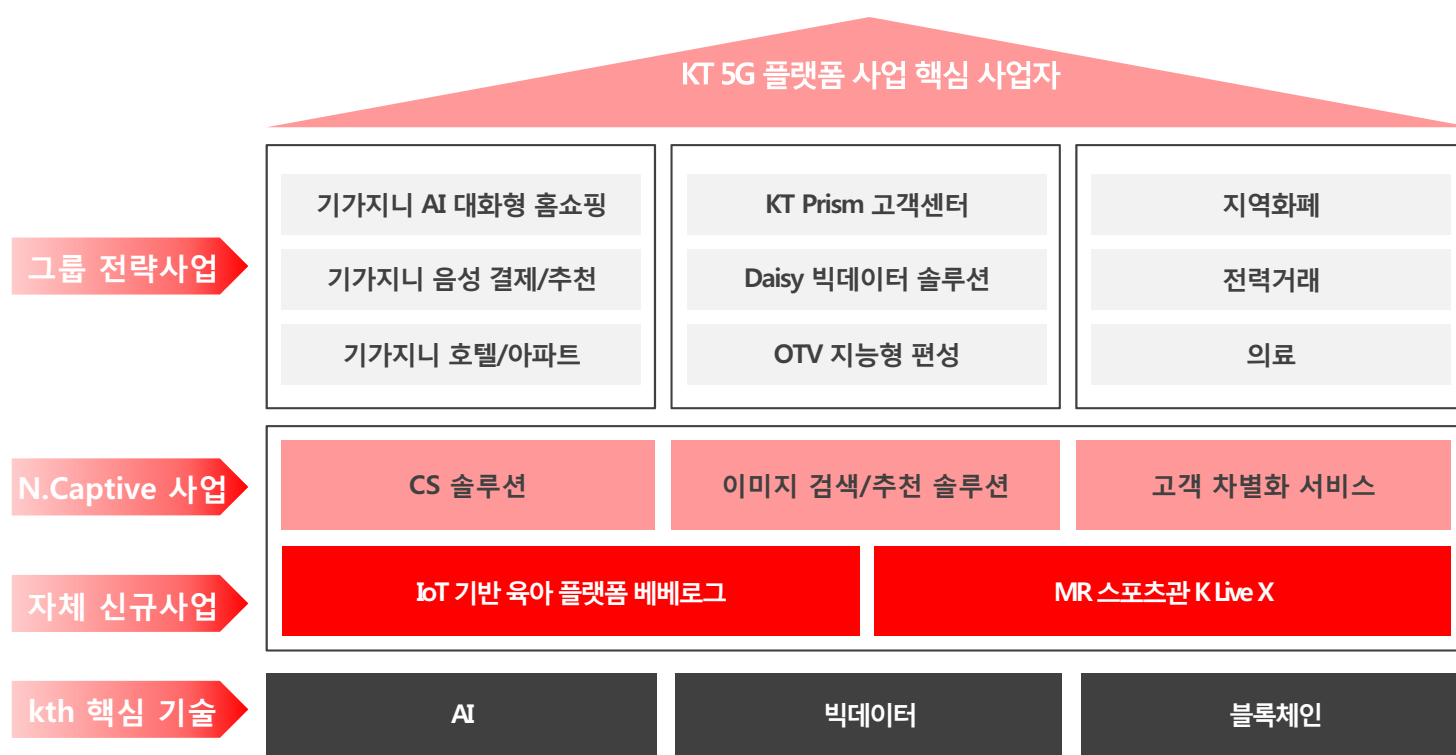 KT 5G 플랫폼 사업 핵심 사업자
그룹 전략사업
기가지니 AI 대화형 홈쇼핑
기가지니 음성 결제/추천
기가지니 호텔/아파트
KT Prism 고객센터
Daisy 빅데이터 솔루션
OTV 지능형 편성
지역화폐
전력거래
의료
N.Captive 사업
CS 솔루션
이미지 검색/추천 솔루션
고객 차별화 서비스
자체 신규사업
IoT 기반 육아 플랫폼 베베로그
MR 스포츠관 K Live X
kth 핵심 기술
AI
빅데이터
블록체인